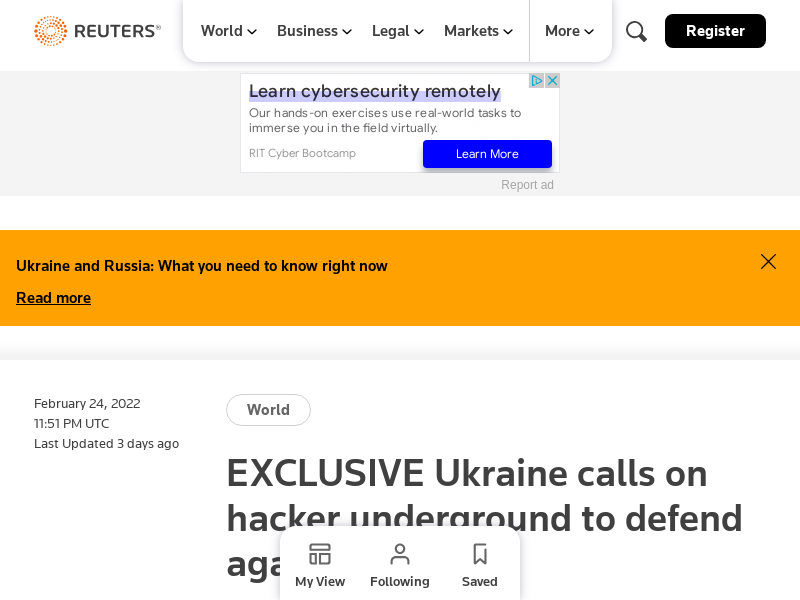 REUTERS®
World
Business
Legal
Markets
More
Register
Learn cybersecurity remotely
Our hands-on exercises use real-world tasks to
immerse you in the field virtually.
RIT Cyber Bootcamp
Learn More
Report ad
Ukraine and Russia: What you need to know right now
Read more
February 24, 2022
11:51 PM UTC
Last Updated 3 days ago
World
EXCLUSIVE Ukraine calls on
hacker underground to defend
My View
Following
Saved